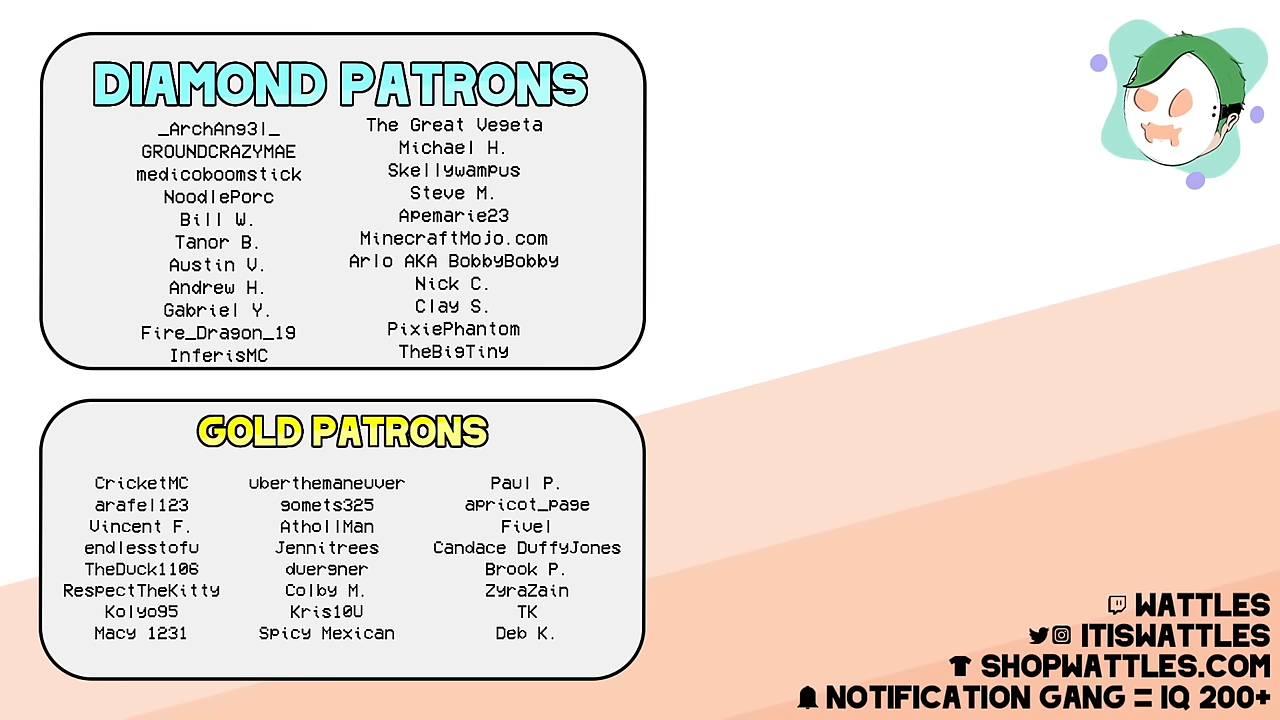 DIAMOND PATRONS
_ArchAng3l_
GROUNDCRAZYMAE
medicoboomstick
NoodlePorc
Bill W.
Tanor B.
Austin V.
Andrew H.
Gabriel Y.
Fire_Dragon_19
InferisMC
The Great Vegeta
Michael H.
Skellywampus
Steve M.
Apemarie23
MinecraftMojo.com
Arlo AKA BobbyBobby
Nick C.
Clay S.
PixiePhantom
TheBigTiny
GOLD PATRONS
CricketMC
arafel123
Vincent F.
endlesstofu
TheDuck1106
RespectTheKitty
Kolyo95
Macy 1231
uberthemaneuver
gomets325
AthollMan
Jennitrees
duergner
Colby M.
Kris10U
Spicy Mexican
Paul P.
apricot_page
Fivel
Candace DuffyJones
Brook P.
ZyraZain
TK
Deb K.
WATTLES
ITISWATTLES
SHOPWATTLES.COM
NOTIFICATION GANG = IQ 200+